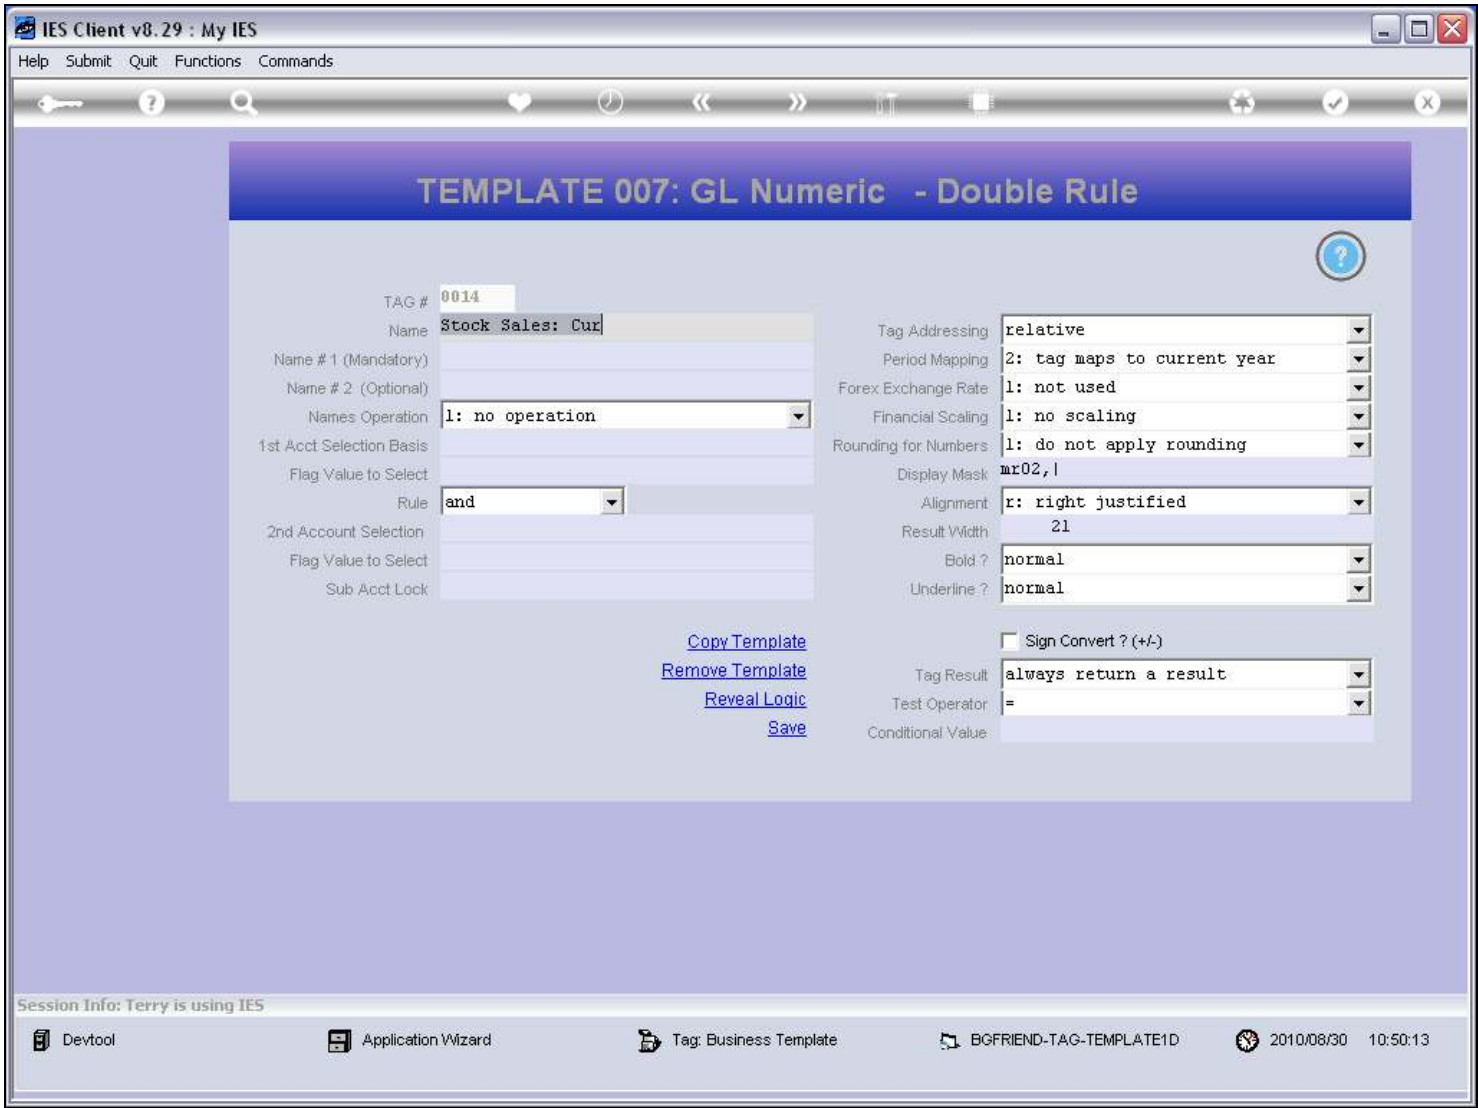 IES Client v8.29 : My IES
Help Submit Quit Functions Commands
TEMPLATE 007: GL Numeric - Double Rule
?
TAG # 0014
Name Stock Sales: Cur
Name # 1 (Mandatory)
Name # 2 (Optional)
Names Operation 1: no operation
1st Acct Selection Basis
Flag Value to Select
Rule and
2nd Account Selection
Flag Value to Select
Sub Acct Lock
Copy Template
Remove Template
Reveal Logic
Save
Tag Addressing relative
Period Mapping 2: tag maps to current year
Forex Exchange Rate 1: not used
Financial Scaling 1: no scaling
Rounding for Numbers 1: do not apply rounding
Display Mask mr02,|
Alignment r: right justified
Result Width 21
Bold ? normal
Underline ? normal
Sign Convert ? (+/-)
Tag Result always return a result
Test Operator =
Conditional Value
Session Info: Terry is using IES
Devtool Application Wizard Tag: Business Template BGFRIEND-TAG-TEMPLATE1D 2010/08/30 10:50:13